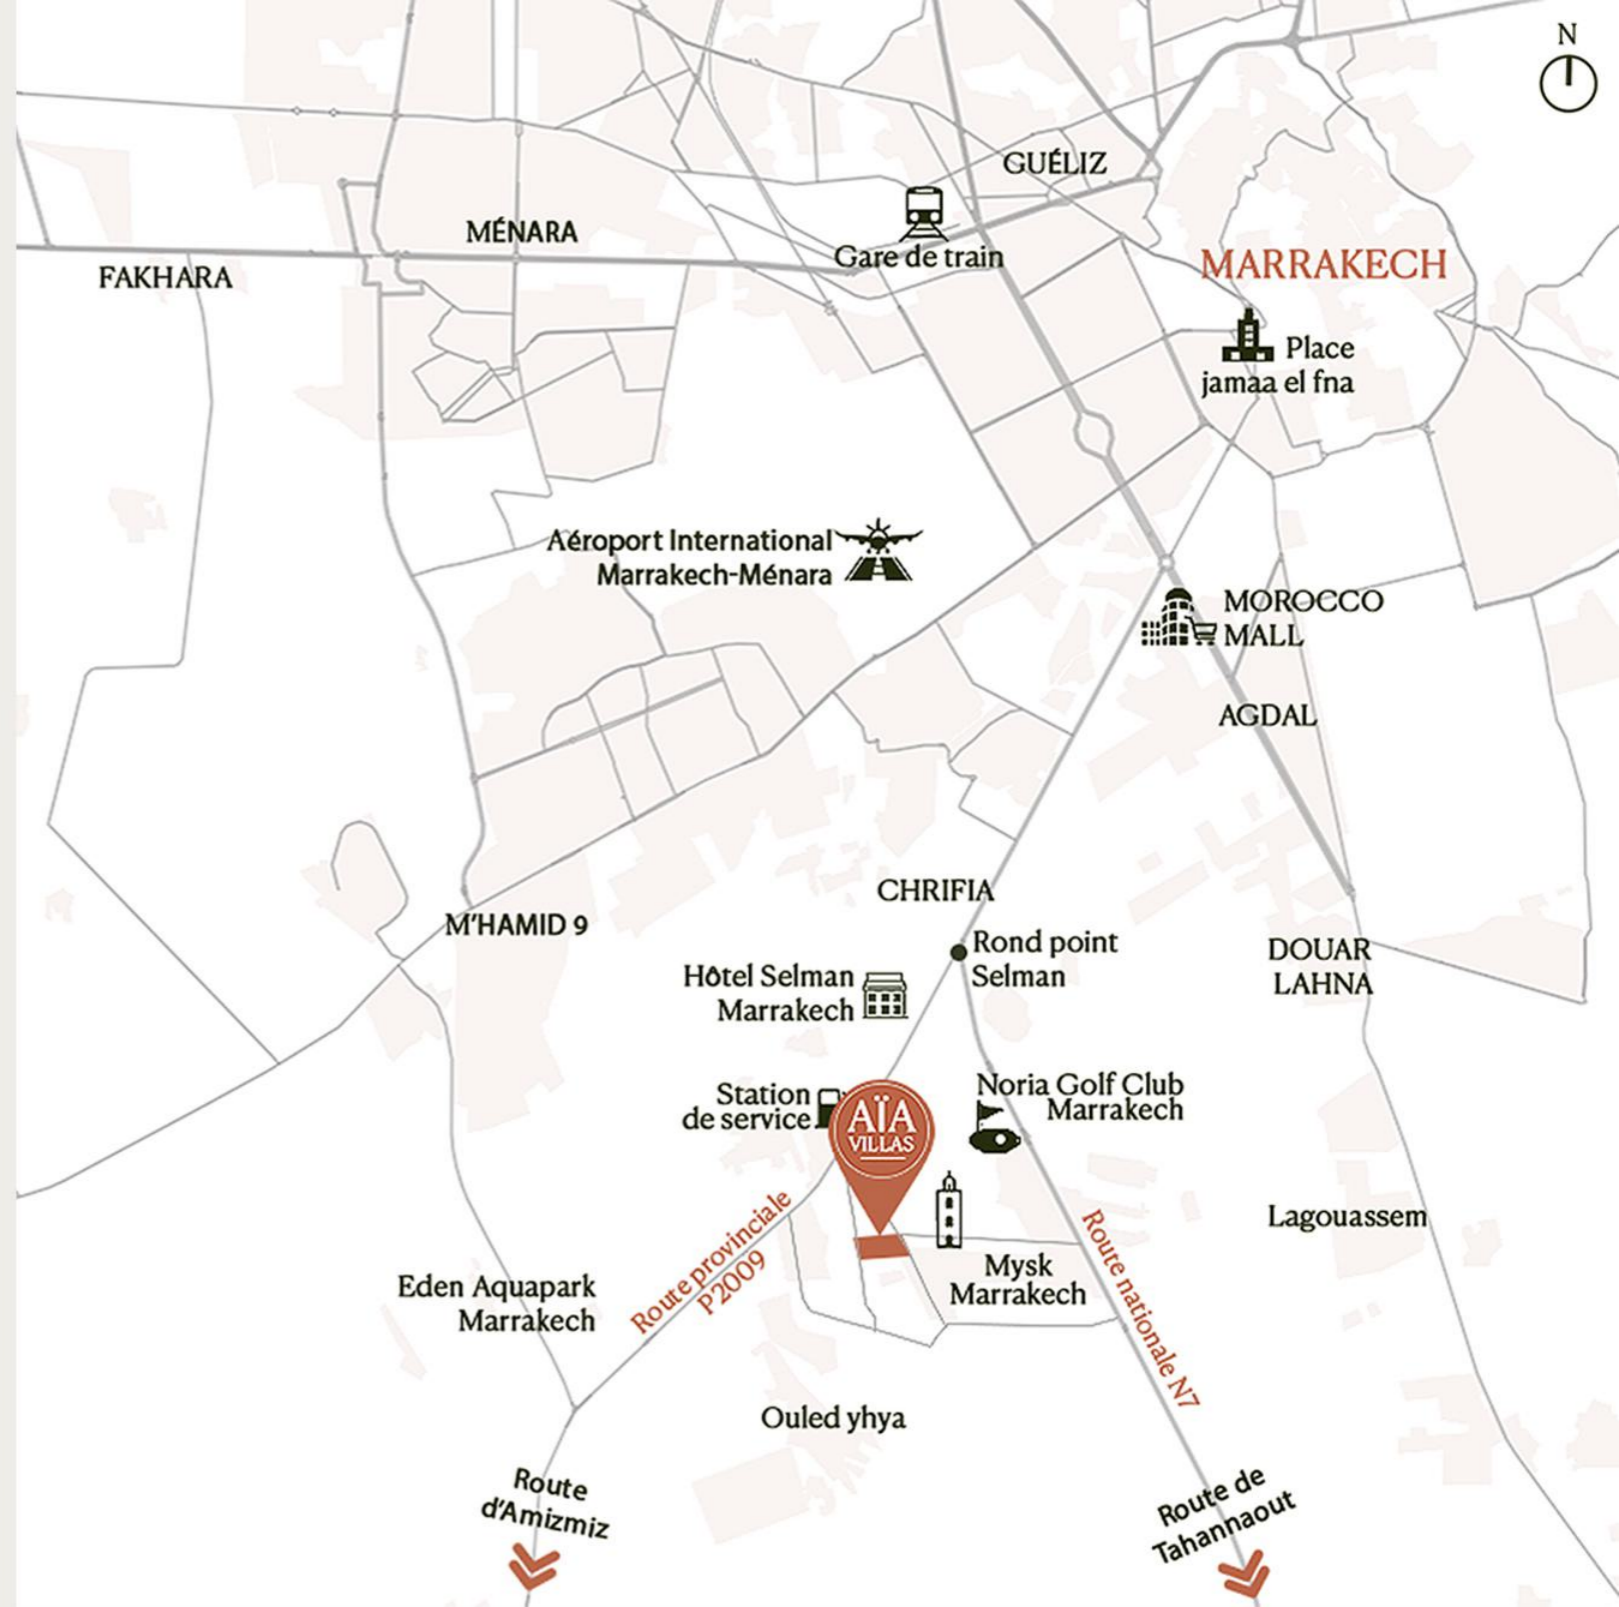 N
GUÉLIZ
MÉNARA
Gare de train
MARRAKECH
FAKHARA
Place
jamaa el fna
Aéroport International
Marrakech-Ménara
MOROCCO
MALL
AGDAL
CHRIFIA
M'HAMID 9
Rond point
Selman
DOUAR
LAHNA
Hôtel Selman
Marrakech
Station
de service
AÏA
VILLAS
Noria Golf Club
Marrakech
Route provinciale
P2009
Route nationale N7
Lagouassem
Mysk
Marrakech
Eden Aquapark
Marrakech
Ouled yhya
Route
d'Amizmiz
Route de
Tahannaout